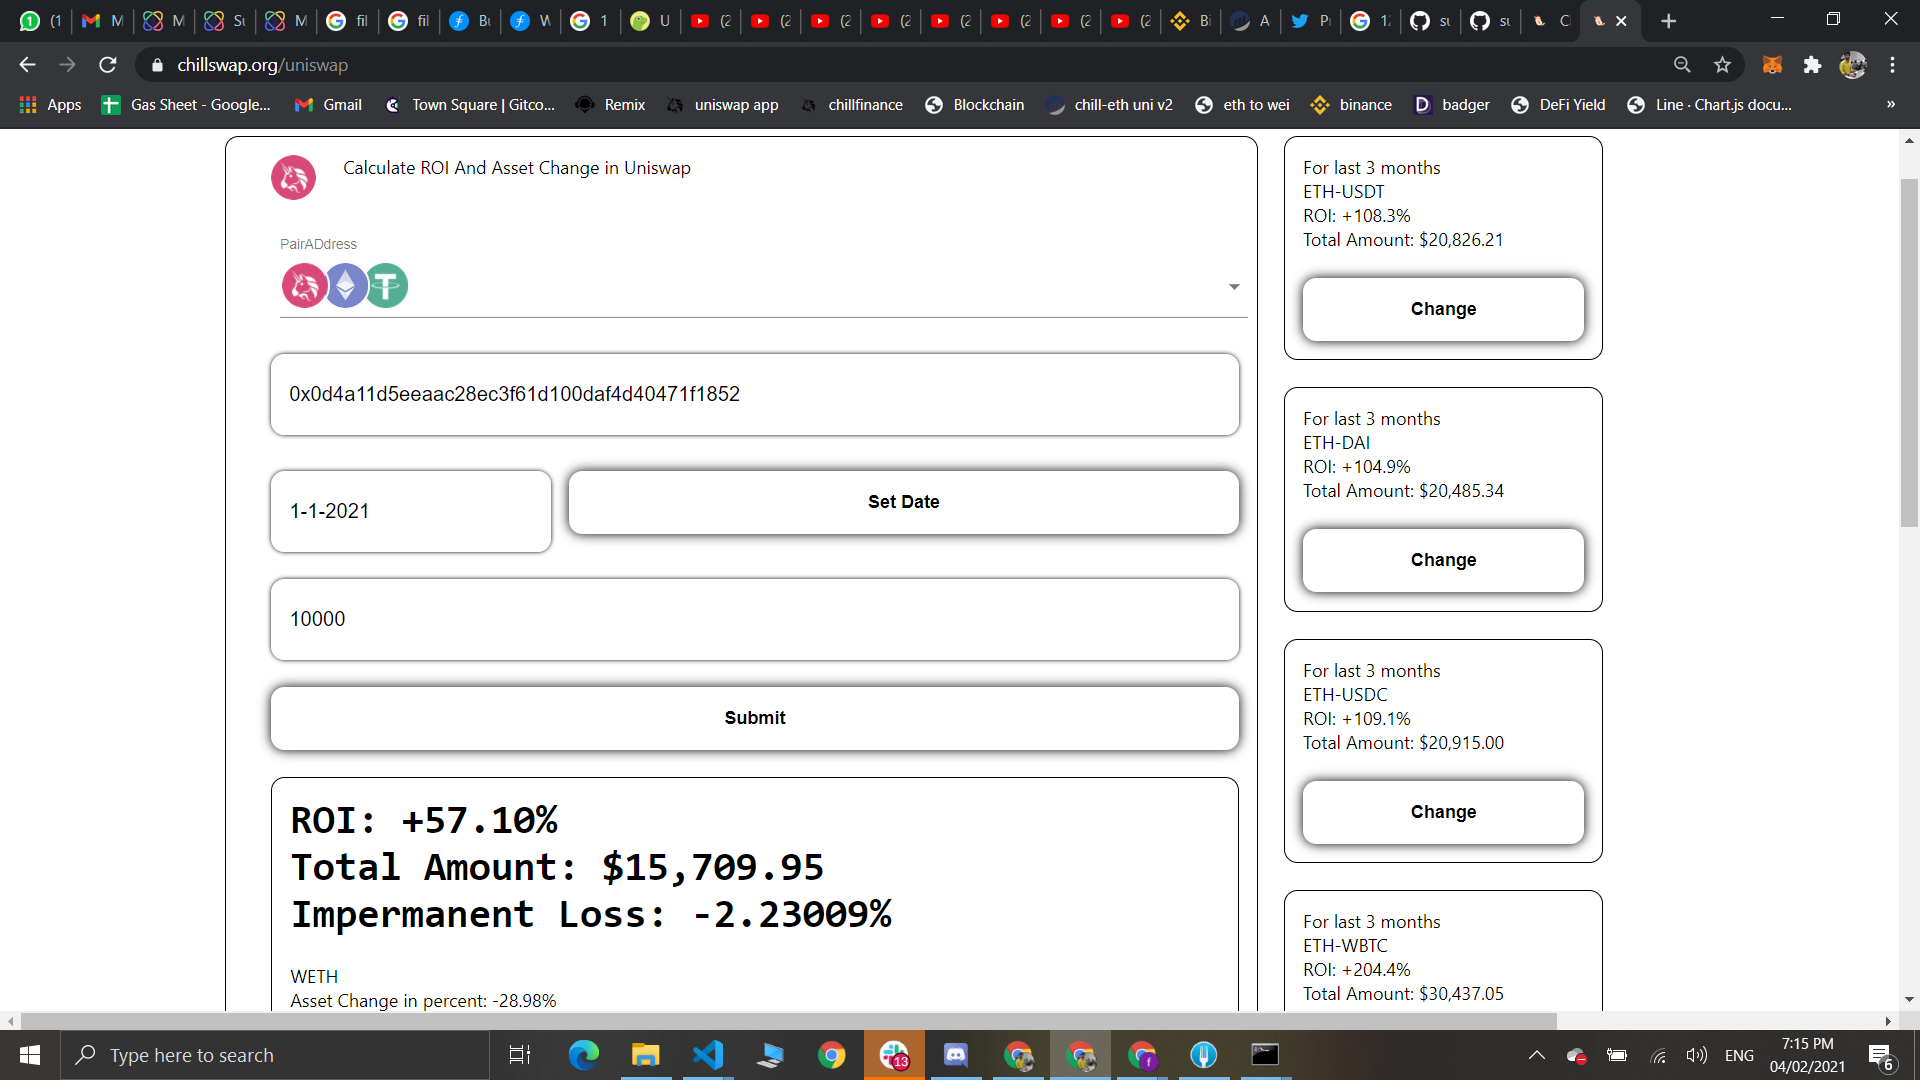 (1
M
M
Su
M
fil
fil
Bu
W
1
U
(2
(2
(2
(2
(2
(2
(2
(2
Bi
A
Pr
12
su
su
C
chillswap.org/uniswap
Apps
Gas Sheet - Google...
Gmail
Town Square | Gitco...
Remix
uniswap app
chillfinance
Blockchain
chill-eth uni v2
eth to wei
binance
badger
DeFi Yield
Line · Chart.js docu...
»
Calculate ROI And Asset Change in Uniswap
PairADdress
0x0d4a11d5eeaac28ec3f61d100daf4d40471f1852
1-1-2021
Set Date
10000
Submit
ROI: +57.10%
Total Amount: $15,709.95
Impermanent Loss: -2.23009%
WETH
Asset Change in percent: -28.98%
For last 3 months
ETH-USDT
ROI: +108.3%
Total Amount: $20,826.21
Change
For last 3 months
ETH-DAI
ROI: +104.9%
Total Amount: $20,485.34
Change
For last 3 months
ETH-USDC
ROI: +109.1%
Total Amount: $20,915.00
Change
For last 3 months
ETH-WBTC
ROI: +204.4%
Total Amount: $30,437.05
Type here to search
13
f
ENG
7:15 PM
04/02/2021
6